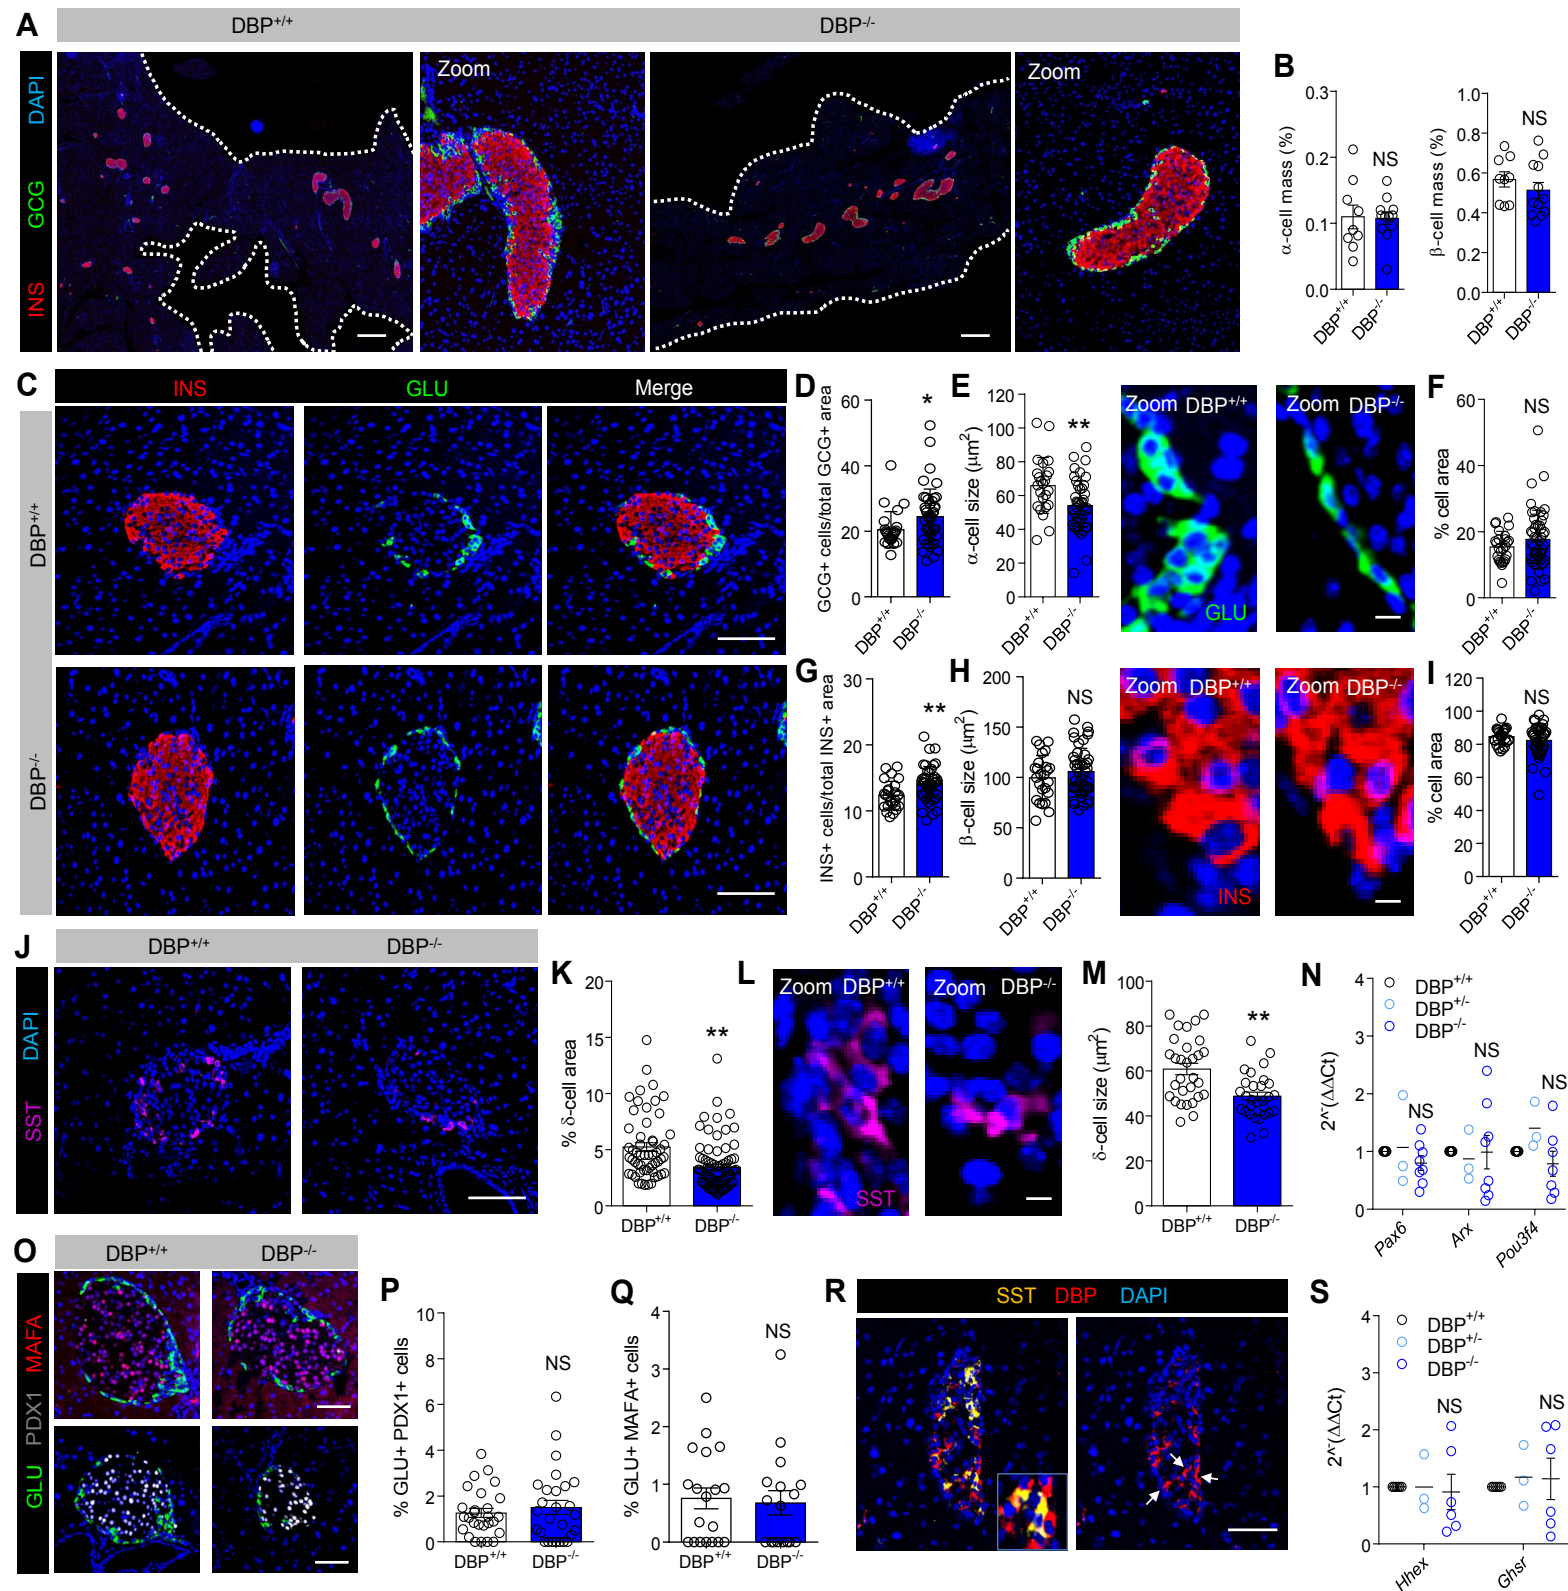 A
DBP+/+
DBP-/-
INS GCG DAPI
Zoom
Zoom
B
α-cell mass (%)
0.3
0.2
0.1
0.0
NS
DBP+/+
DBP-/-
β-cell mass (%)
1.0
0.8
0.6
0.4
0.2
0.0
NS
DBP+/+
DBP-/-
C
INS
GLU
Merge
DBP+/+
DBP-/-
D
GCG+ cells/total GCG+ area
60
40
20
0
*
DBP+/+
DBP-/-
E
α-cell size (μm2)
120
100
80
60
40
20
0
**
DBP+/+
DBP-/-
Zoom DBP+/+
GLU
Zoom DBP-/-
F
% cell area
60
40
20
0
NS
DBP+/+
DBP-/-
G
INS+ cells/total INS+ area
30
20
10
0
**
DBP+/+
DBP-/-
H
β-cell size (μm2)
200
150
100
50
0
NS
DBP+/+
DBP-/-
Zoom DBP+/+
INS
Zoom DBP-/-
I
% cell area
120
100
80
60
40
20
0
NS
DBP+/+
DBP-/-
J
DBP+/+
DBP-/-
SST DAPI
K
% δ-cell area
20
15
10
5
0
**
DBP+/+
DBP-/-
L
Zoom DBP+/+
SST
Zoom DBP-/-
M
δ-cell size (μm2)
100
80
60
40
20
0
**
DBP+/+
DBP-/-
N
2^-(ΔΔCt)
4
3
2
1
0
DBP+/+
DBP+/-
DBP-/-
NS
NS
NS
Pax6
Arx
Pou3f4
O
DBP+/+
DBP-/-
GLU PDX1 MAFA
P
% GLU+ PDX1+ cells
10
8
6
4
2
0
NS
DBP+/+
DBP-/-
Q
% GLU+ MAFA+ cells
4
3
2
1
0
NS
DBP+/+
DBP-/-
R
SST DBP DAPI
S
2^-(ΔΔCt)
4
3
2
1
0
DBP+/+
DBP+/-
DBP-/-
NS
NS
Hhex
Ghsr